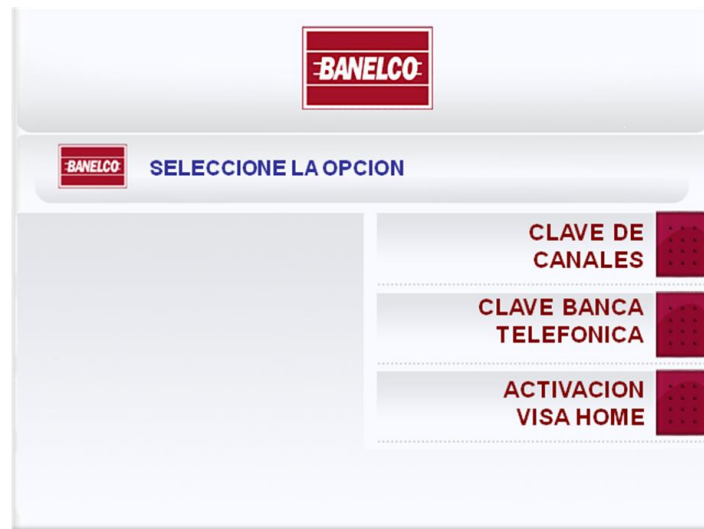 BANELCO
BANELCO
SELECCIONE LA OPCION
CLAVE DE
CANALES
CLAVE BANCA
TELEFONICA
ACTIVACION
VISA HOME